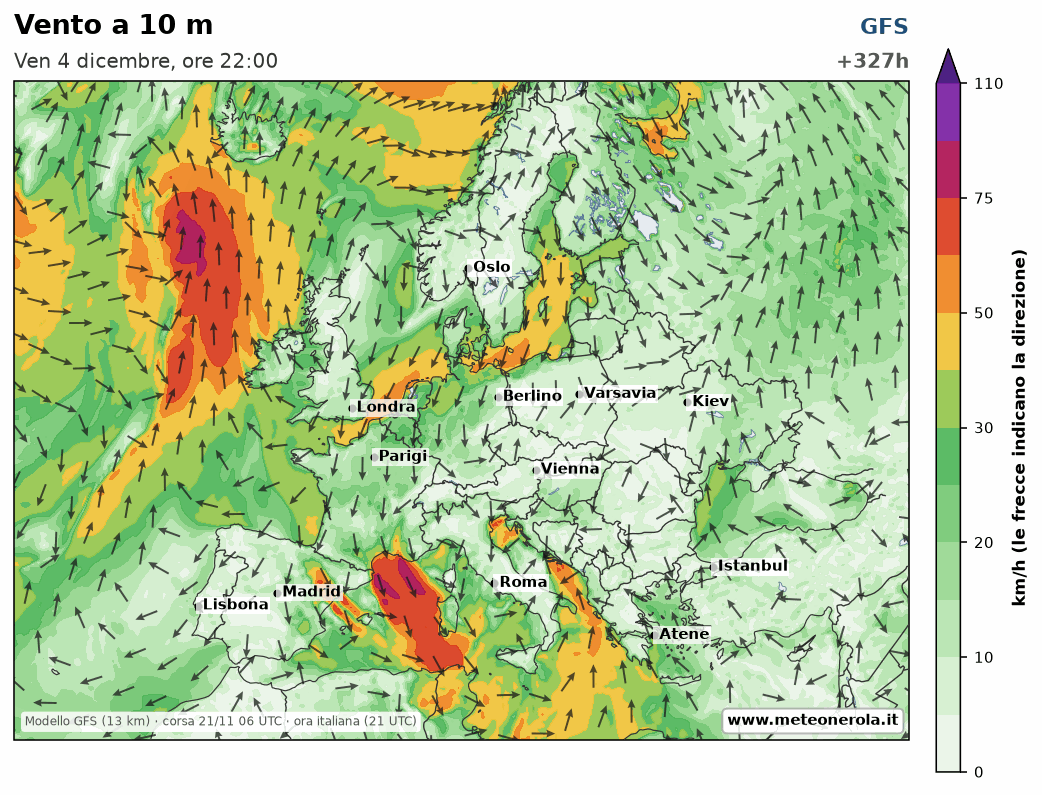 Vento a 10 m
GFS
Ven 4 dicembre, ore 22:00
+327h
110
75
50
30
20
10
0
km/h (le frecce indicano la direzione)
Oslo
Londra
Berlino
Varsavia
Kiev
Parigi
Vienna
Istanbul
Roma
Madrid
Lisbona
Atene
Modello GFS (13 km) · corsa 21/11 06 UTC · ora italiana (21 UTC)
www.meteonerola.it